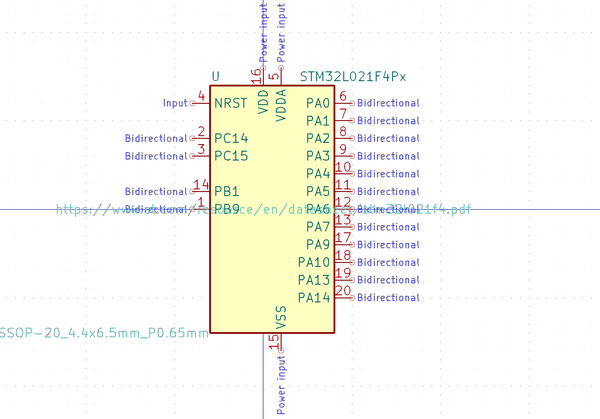 Power input
Power input
16
5
U
STM32L021F4Px
VDD
VDDA
Input 4 NRST
PA0 6 Bidirectional
PA1 7 Bidirectional
Bidirectional 2 PC14
PA2 8 Bidirectional
Bidirectional 3 PC15
PA3 9 Bidirectional
PA4 10 Bidirectional
Bidirectional 14 PB1
PA5 11 Bidirectional
Bidirectional 1 PB9
PA6 12 Bidirectional
PA7 13 Bidirectional
PA9 17 Bidirectional
PA10 18 Bidirectional
PA13 19 Bidirectional
PA14 20 Bidirectional
VSS
SSOP-20_4.4x6.5mm_P0.65mm
15
Power input